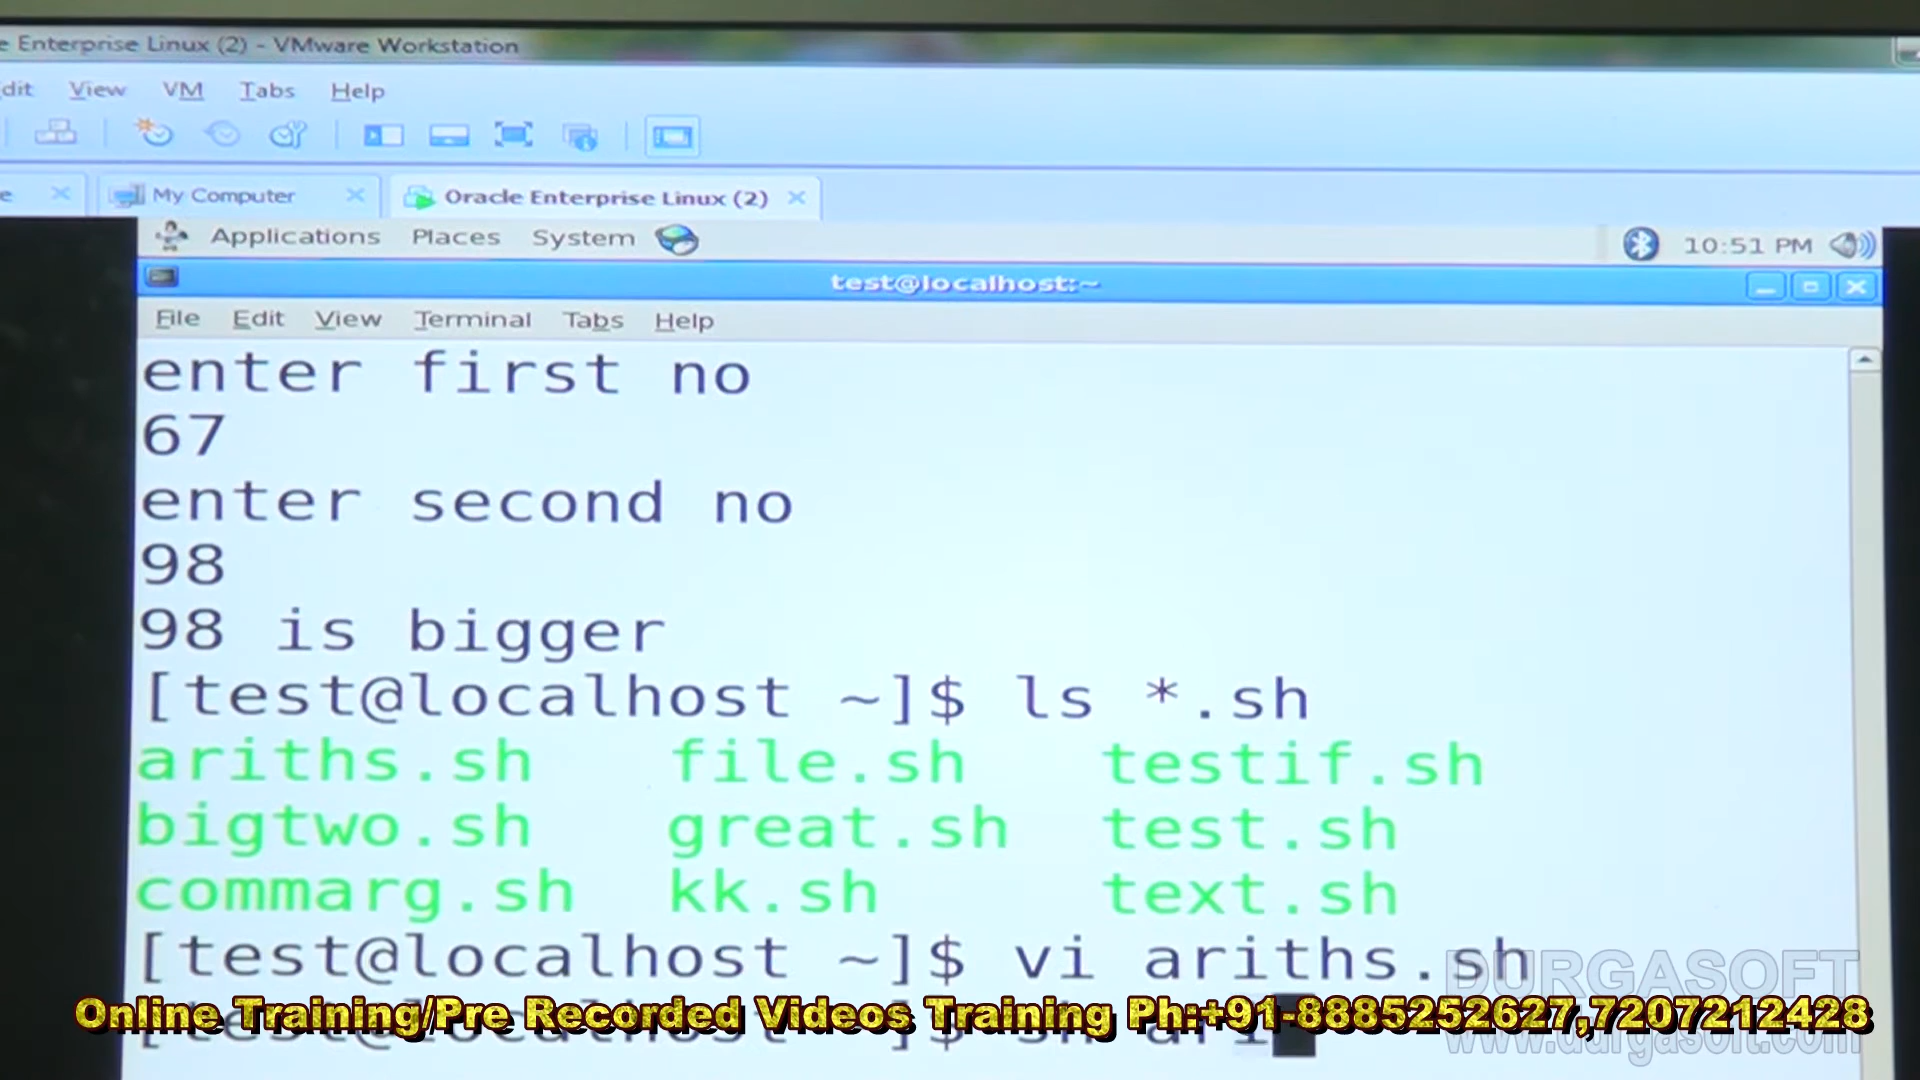 e Enterprise Linux (2) - VMware Workstation
dit View VM Tabs Help
e My Computer Oracle Enterprise Linux (2)
Applications Places System 10:51 PM
test@localhost:~
File Edit View Terminal Tabs Help
enter first no
67
enter second no
98
98 is bigger
[test@localhost ~]$ ls *.sh
ariths.sh file.sh testif.sh
bigtwo.sh great.sh test.sh
commarg.sh kk.sh text.sh
[test@localhost ~]$ vi ariths.sh
DURGASOFT
Online Training/Pre Recorded Videos Training Ph:+91-8885252627,7207212428
[test@localhost ~]$ sh ari
www.durgasoft.com